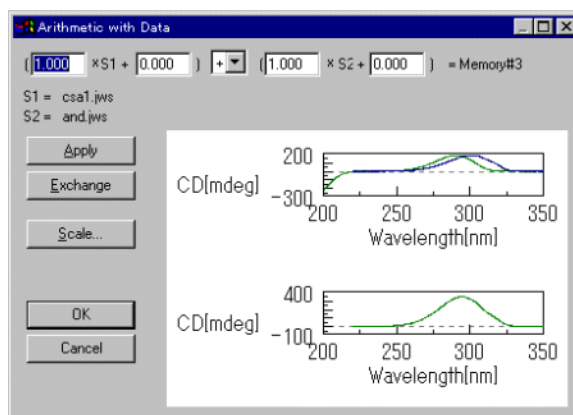 Arithmetic with Data
( 1.000 ×S1 + 0.000 ) + ( 1.000 × S2 + 0.000 ) = Memory#3
S1 = csa1.jws
S2 = and.jws
Apply
Exchange
Scale...
OK
Cancel
200
CD[mdeg]
-300
200 250 300 350
Wavelength[nm]
400
CD[mdeg]
-100
200 250 300 350
Wavelength[nm]